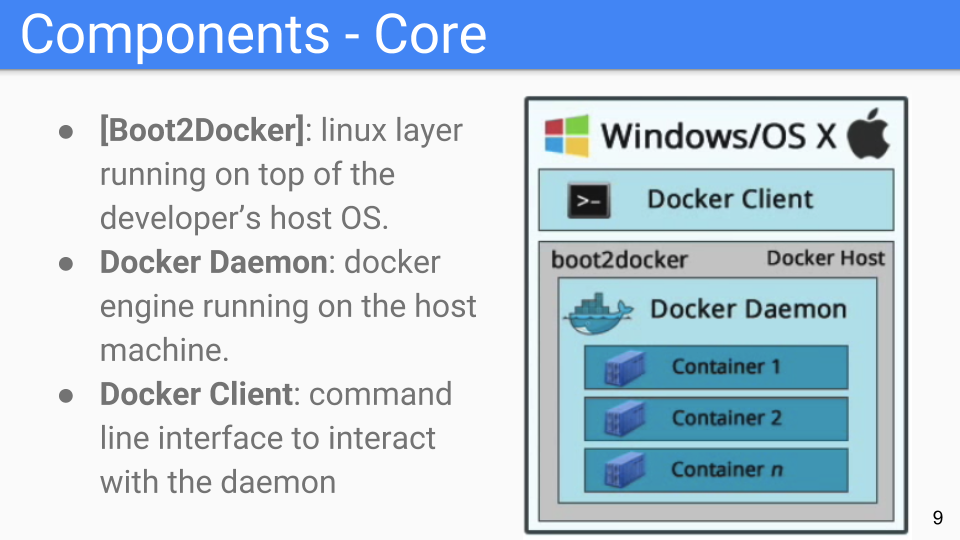 Components - Core
● [Boot2Docker]: linux layer
running on top of the
developer’s host OS.
● Docker Daemon: docker
engine running on the host
machine.
● Docker Client: command
line interface to interact
with the daemon
Windows/OS X
>_ Docker Client
boot2docker Docker Host
Docker Daemon
Container 1
Container 2
Container n
9